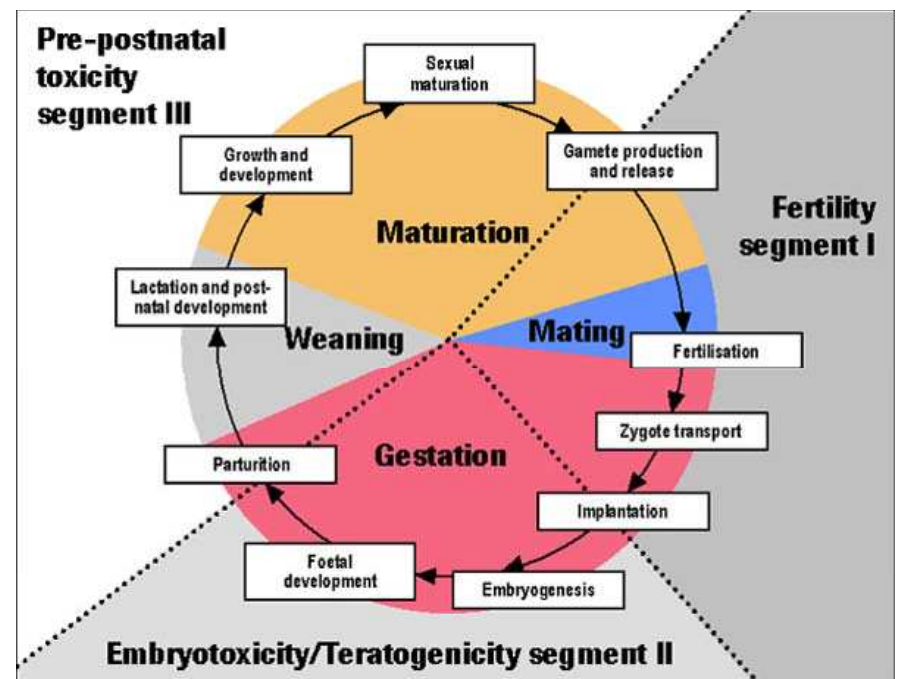 Pre-postnatal
toxicity
segment III
Sexual
maturation
Growth and
development
Gamete production
and release
Fertility
segment I
Maturation
Lactation and post-
natal development
Weaning
Mating
Fertilisation
Zygote transport
Gestation
Parturition
Implantation
Foetal
development
Embryogenesis
Embryotoxicity/Teratogenicity segment II